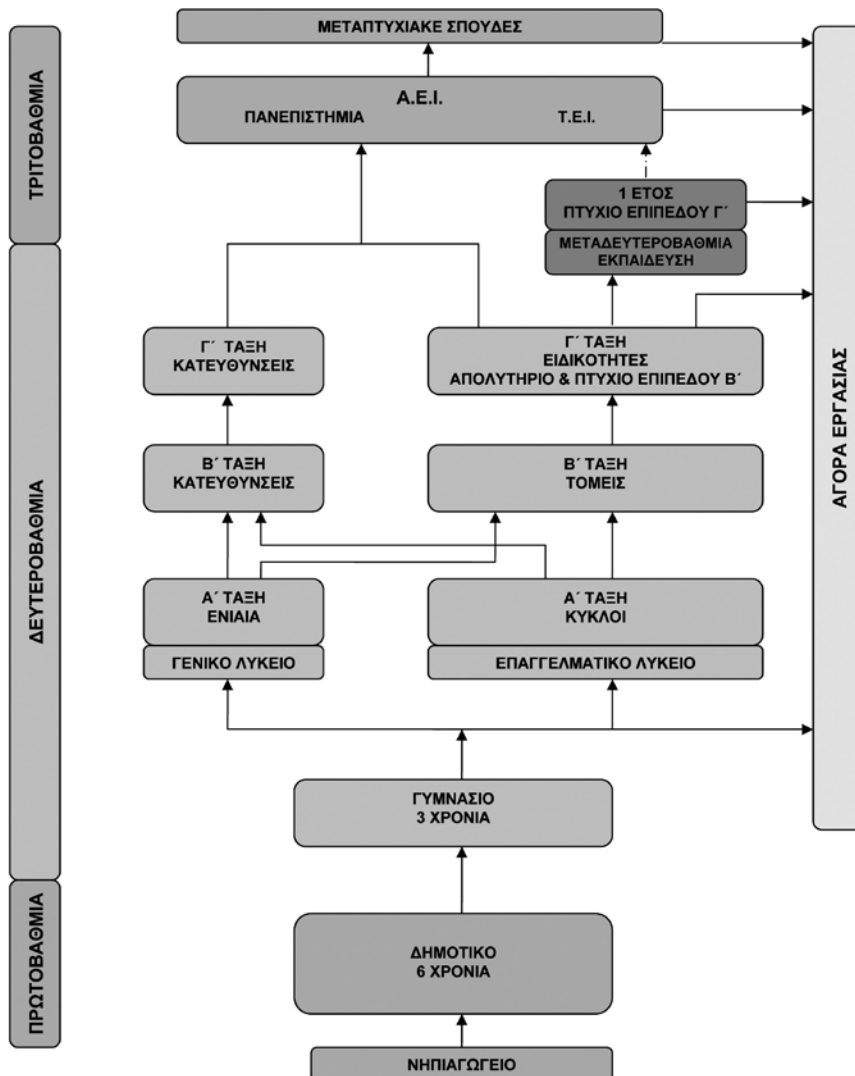 ΜΕΤΑΠΤΥΧΙΑΚΕ ΣΠΟΥΔΕΣ
Α.Ε.Ι.
ΠΑΝΕΠΙΣΤΗΜΙΑ Τ.Ε.Ι.
1 ΕΤΟΣ
ΠΤΥΧΙΟ ΕΠΙΠΕΔΟΥ Γ΄
ΜΕΤΑΔΕΥΤΕΡΟΒΑΘΜΙΑ
ΕΚΠΑΙΔΕΥΣΗ
Γ΄ ΤΑΞΗ
ΚΑΤΕΥΘΥΝΣΕΙΣ
Γ΄ ΤΑΞΗ
ΕΙΔΙΚΟΤΗΤΕΣ
ΑΠΟΛΥΤΗΡΙΟ & ΠΤΥΧΙΟ ΕΠΙΠΕΔΟΥ Β΄
Β΄ ΤΑΞΗ
ΚΑΤΕΥΘΥΝΣΕΙΣ
Β΄ ΤΑΞΗ
ΤΟΜΕΙΣ
Α΄ ΤΑΞΗ
ΕΝΙΑΙΑ
ΓΕΝΙΚΟ ΛΥΚΕΙΟ
Α΄ ΤΑΞΗ
ΚΥΚΛΟΙ
ΕΠΑΓΓΕΛΜΑΤΙΚΟ ΛΥΚΕΙΟ
ΓΥΜΝΑΣΙΟ
3 ΧΡΟΝΙΑ
ΔΗΜΟΤΙΚΟ
6 ΧΡΟΝΙΑ
ΝΗΠΙΑΓΩΓΕΙΟ
ΤΡΙΤΟΒΑΘΜΙΑ
ΔΕΥΤΕΡΟΒΑΘΜΙΑ
ΠΡΩΤΟΒΑΘΜΙΑ
ΑΓΟΡΑ ΕΡΓΑΣΙΑΣ